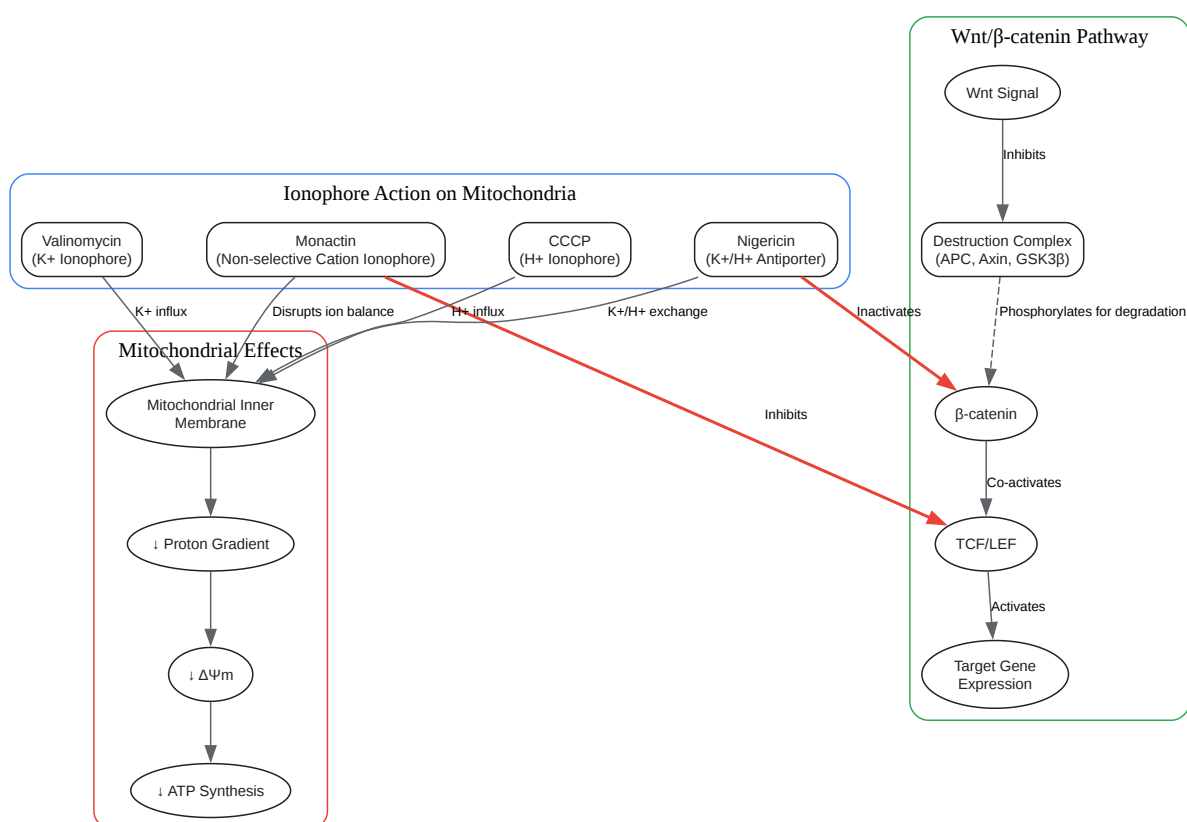 Wnt/β-catenin Pathway
Wnt Signal
Inhibits
Ionophore Action on Mitochondria
Valinomycin
(K+ Ionophore)
Monactin
(Non-selective Cation Ionophore)
CCCP
(H+ Ionophore)
Nigericin
(K+/H+ Antiporter)
Destruction Complex
(APC, Axin, GSK3β)
K+ influx
Disrupts ion balance
H+ influx
K+/H+ exchange
Inactivates
Phosphorylates for degradation
Mitochondrial Effects
Mitochondrial Inner
Membrane
Inhibits
β-catenin
Co-activates
↓ Proton Gradient
TCF/LEF
Activates
↓ ΔΨm
Target Gene
Expression
↓ ATP Synthesis